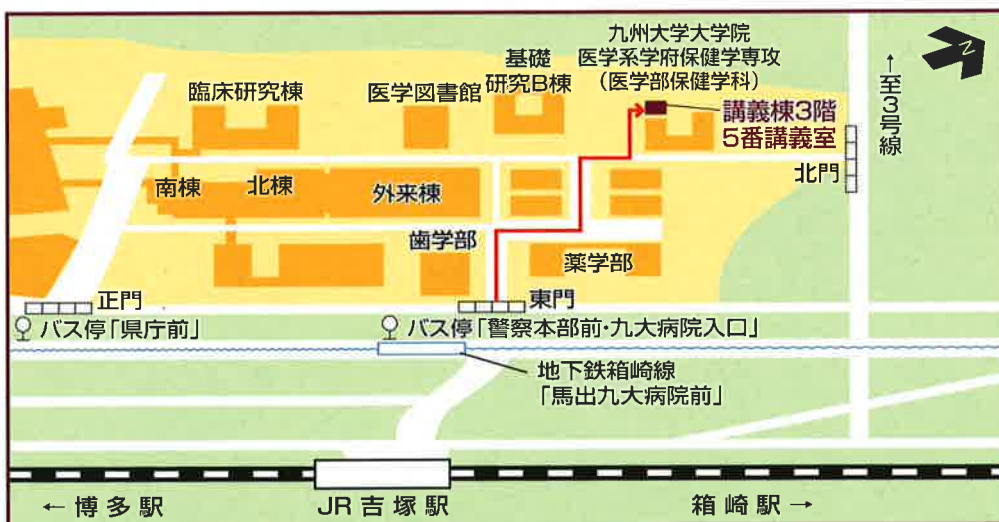 九州大学大学院
医学系学府保健学専攻
（医学部保健学科）
N
↑至3号線
臨床研究棟
医学図書館
基礎
研究B棟
講義棟3階
5番講義室
北門
南棟
北棟
外来棟
歯学部
薬学部
正門
東門
バス停「県庁前」
バス停「警察本部前・九大病院入口」
地下鉄箱崎線
「馬出九大病院前」
← 博多駅
JR吉塚駅
箱崎駅 →